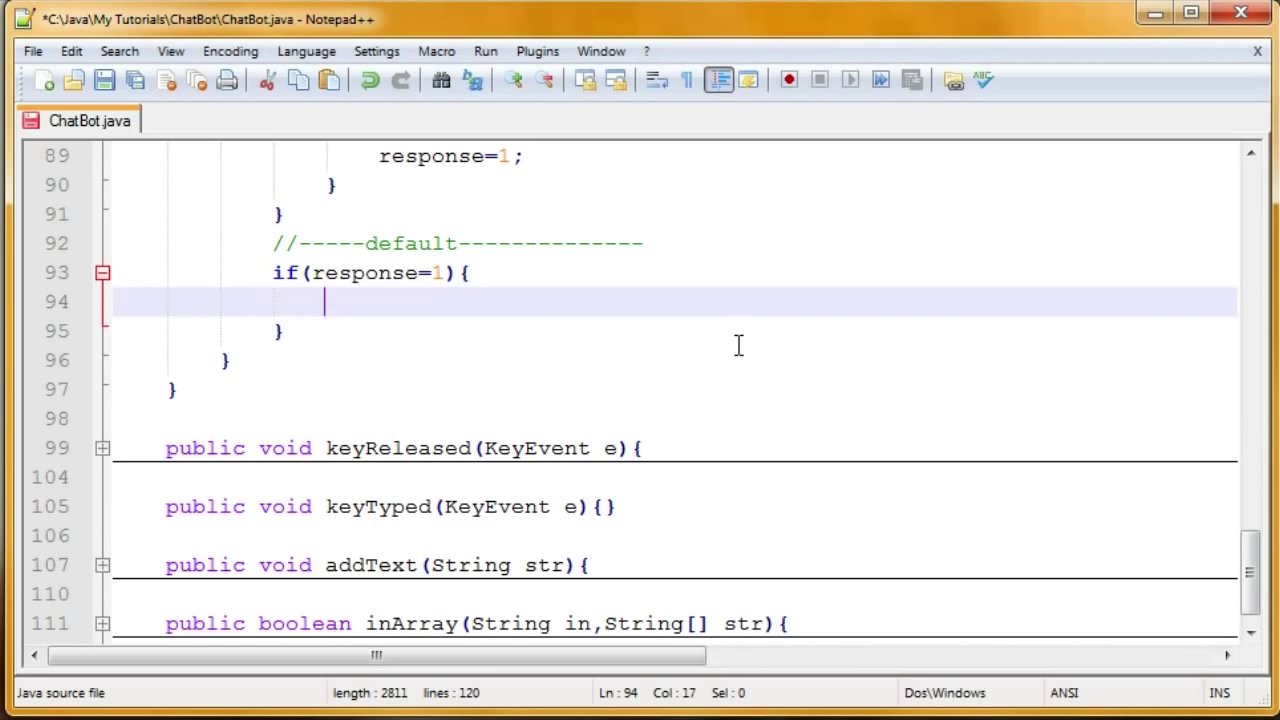 *C:\Java\My Tutorials\ChatBot\ChatBot.java - Notepad++
File Edit Search View Encoding Language Settings Macro Run Plugins Window ? X
ABC
ChatBot.java
89 response=1;
90 }
91 }
92 //-----default--------------
93 if(response=1){
94
95 }
96 }
97 }
98
99 public void keyReleased(KeyEvent e){
104
105 public void keyTyped(KeyEvent e){}
106
107 public void addText(String str){
110
111 public boolean inArray(String in,String[] str){
Java source file length : 2811 lines : 120 Ln : 94 Col : 17 Sel : 0 Dos\Windows ANSI INS